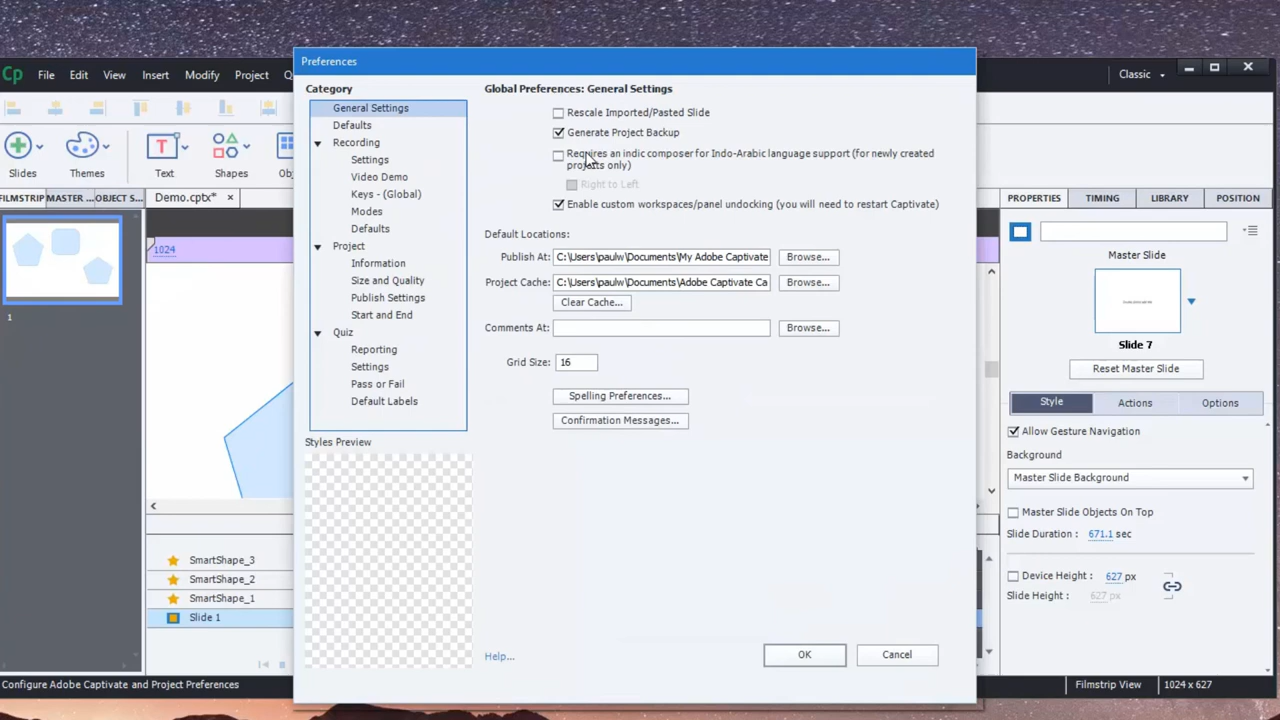 Preferences
Cp File Edit View Insert Modify Project Classic
Category
General Settings
Defaults
Recording
Settings
Video Demo
Keys - (Global)
Modes
Defaults
Project
Information
Size and Quality
Publish Settings
Start and End
Quiz
Reporting
Settings
Pass or Fail
Default Labels
Styles Preview
Global Preferences: General Settings
Rescale Imported/Pasted Slide
Generate Project Backup
Requires an indic composer for Indo-Arabic language support (for newly created
projects only)
Right to Left
Enable custom workspaces/panel undocking (you will need to restart Captivate)
Default Locations:
Publish At: C:\Users\paulw\Documents\My Adobe Captivate Browse...
Project Cache: C:\Users\paulw\Documents\Adobe Captivate Ca Browse...
Clear Cache...
Comments At: Browse...
Grid Size: 16
Spelling Preferences...
Confirmation Messages...
Help... OK Cancel
Slides Themes Text Shapes
FILMSTRIP MASTER ... OBJECT S... Demo.cptx* ×
1024
1
SmartShape_3
SmartShape_2
SmartShape_1
Slide 1
PROPERTIES TIMING LIBRARY POSITION
Master Slide
Slide 7
Reset Master Slide
Style Actions Options
Allow Gesture Navigation
Background
Master Slide Background
Master Slide Objects On Top
Slide Duration : 671.1 sec
Device Height : 627 px
Slide Height : 627 px
Configure Adobe Captivate and Project Preferences Filmstrip View 1024 x 627